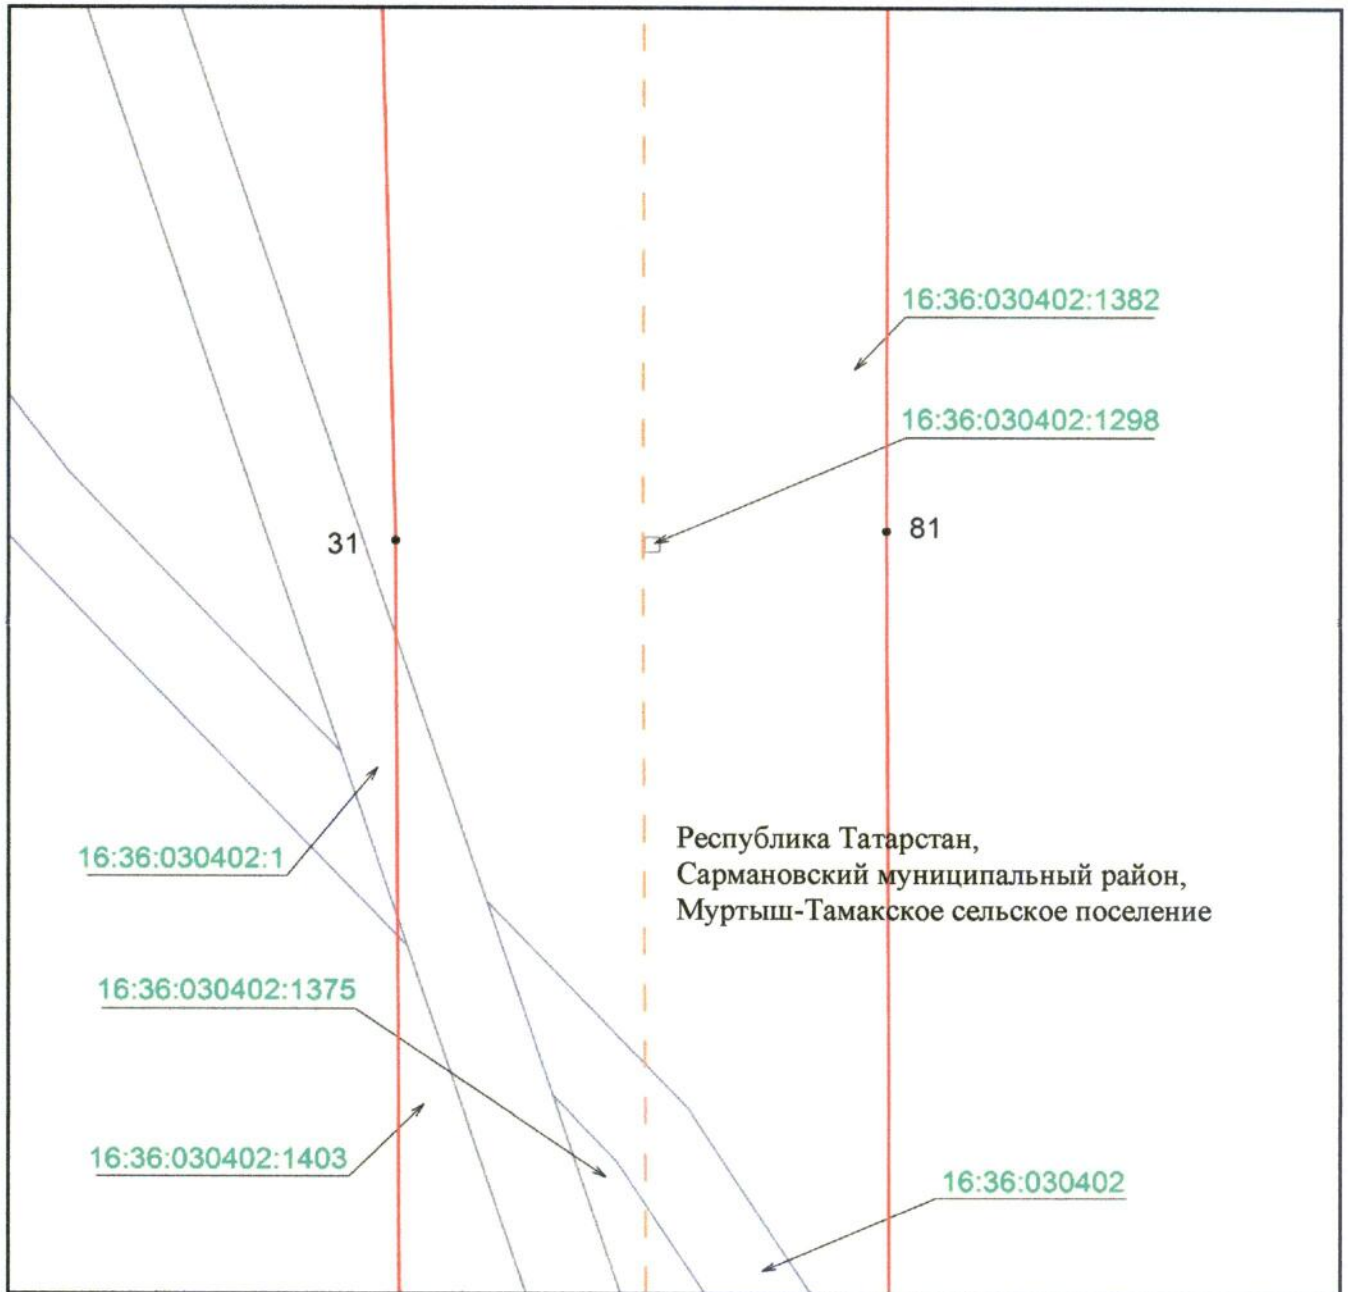 16:36:030402:1382
16:36:030402:1298
31
81
Республика Татарстан,
Сармановский муниципальный район,
Муртыш-Тамакское сельское поселение
16:36:030402:1
16:36:030402:1375
16:36:030402:1403
16:36:030402